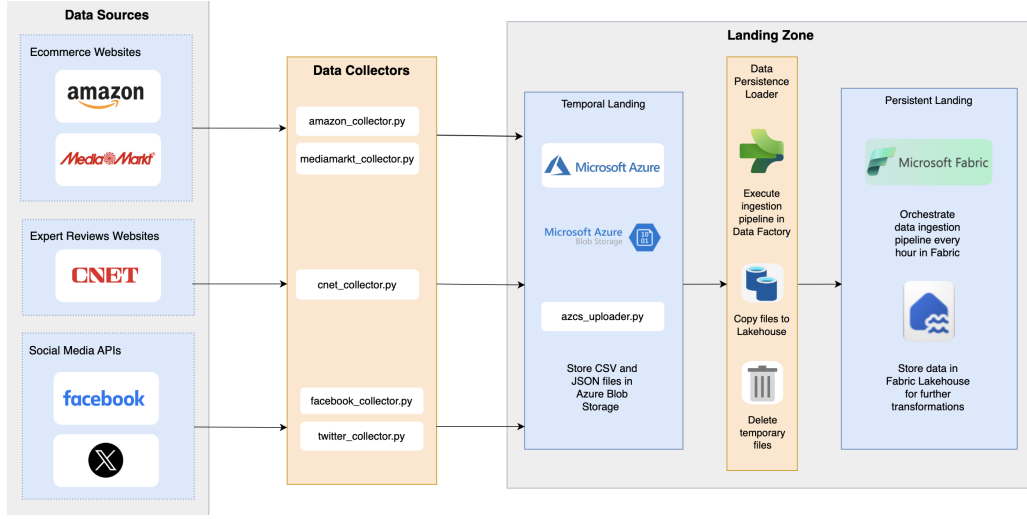 Data Sources
Ecommerce Websites
amazon
Media Markt
Expert Reviews Websites
CNET
Social Media APIs
facebook
X
Data Collectors
amazon_collector.py
mediamarkt_collector.py
cnet_collector.py
facebook_collector.py
twitter_collector.py
Landing Zone
Temporal Landing
Microsoft Azure
Microsoft Azure
Blob Storage
10
01
azcs_uploader.py
Store CSV and
JSON files in
Azure Blob
Storage
Data
Persistence
Loader
Execute
ingestion
pipeline in
Data Factory
Copy files to
Lakehouse
Delete
temporary
files
Persistent Landing
Microsoft Fabric
Orchestrate
data ingestion
pipeline every
hour in Fabric
Store data in
Fabric Lakehouse
for further
transformations